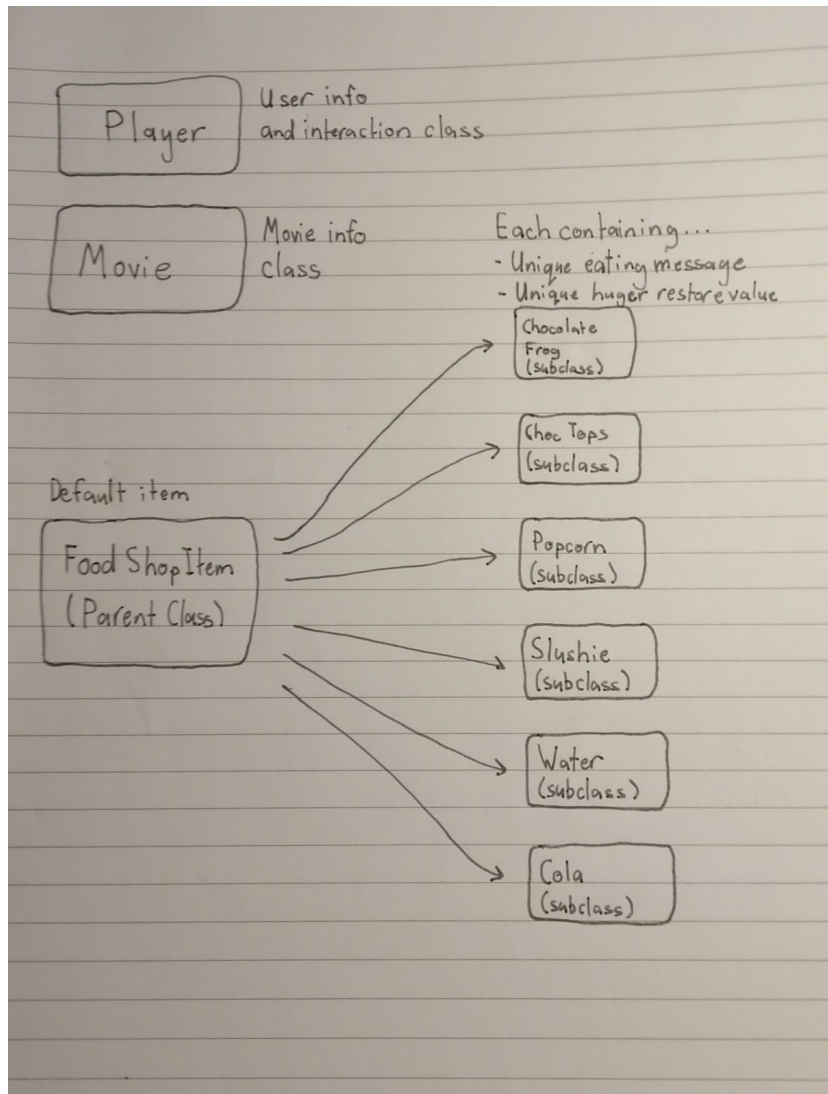 Player
User info
and interaction class
Movie
Movie info
class
Each containing...
- Unique eating message
- Unique huger restore value
Chocolate
Frog
(subclass)
Choc Tops
(subclass)
Default item
Food Shop Item
(Parent Class)
Popcorn
(subclass)
Slushie
(subclass)
Water
(subclass)
Cola
(subclass)